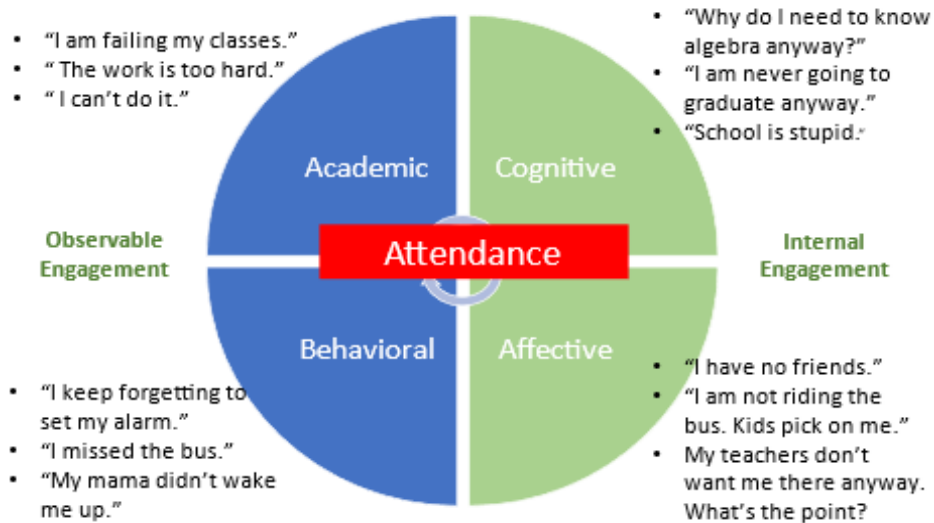 • “I am failing my classes.”
• “ The work is too hard.”
• “ I can’t do it.”
• “Why do I need to know
algebra anyway?”
• “I am never going to
graduate anyway.”
• “School is stupid.”
Academic
Cognitive
Observable
Engagement
Attendance
Internal
Engagement
Behavioral
Affective
• “I keep forgetting to
set my alarm.”
• “I missed the bus.”
• “My mama didn’t wake
me up.”
• “I have no friends.”
• “I am not riding the
bus. Kids pick on me.”
• My teachers don’t
want me there anyway.
What’s the point?